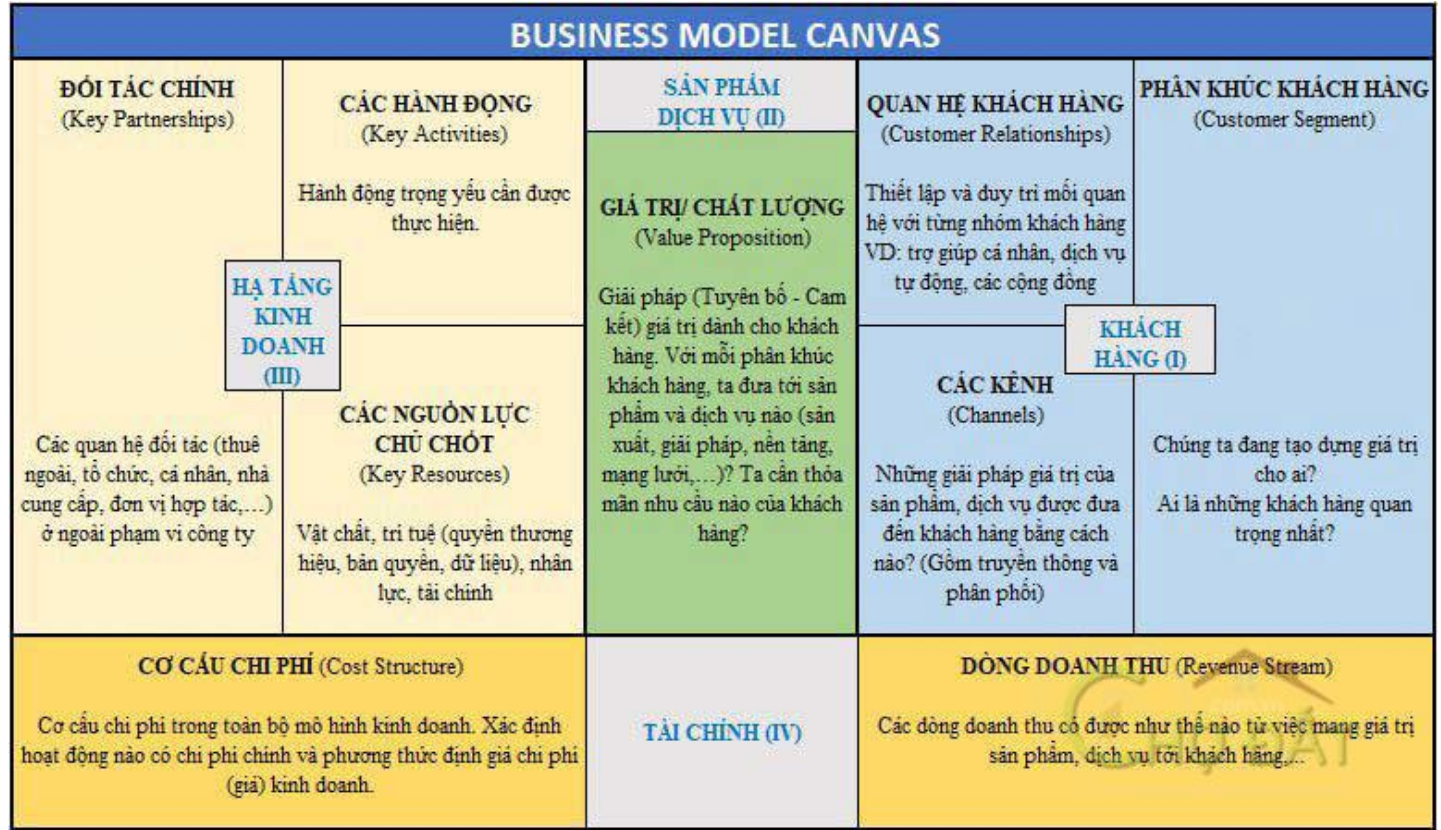 BUSINESS MODEL CANVAS
ĐỐI TÁC CHÍNH
(Key Partnerships)
Các quan hệ đối tác (thuê
ngoài, tổ chức, cá nhân, nhà
cung cấp, đơn vị hợp tác,…)
ở ngoài phạm vi công ty
CÁC HÀNH ĐỘNG
(Key Activities)
Hành động trọng yếu cần được
thực hiện.
HẠ TẦNG
KINH
DOANH
(III)
CÁC NGUỒN LỰC
CHỦ CHỐT
(Key Resources)
Vật chất, trí tuệ (quyền thương
hiệu, bản quyền, dữ liệu), nhân
lực, tài chính
SẢN PHẨM
DỊCH VỤ (II)
GIÁ TRỊ/ CHẤT LƯỢNG
(Value Proposition)
Giải pháp (Tuyên bố - Cam
kết) giá trị dành cho khách
hàng. Với mỗi phân khúc
khách hàng, ta đưa tới sản
phẩm và dịch vụ nào (sản
xuất, giải pháp, nền tảng,
mạng lưới,…)? Ta cần thỏa
mãn nhu cầu nào của khách
hàng?
QUAN HỆ KHÁCH HÀNG
(Customer Relationships)
Thiết lập và duy trì mối quan
hệ với từng nhóm khách hàng
VD: trợ giúp cá nhân, dịch vụ
tự động, các cộng đồng
KHÁCH
HÀNG (I)
CÁC KÊNH
(Channels)
Những giải pháp giá trị của
sản phẩm, dịch vụ được đưa
đến khách hàng bằng cách
nào? (Gồm truyền thông và
phân phối)
PHÂN KHÚC KHÁCH HÀNG
(Customer Segment)
Chúng ta đang tạo dựng giá trị
cho ai?
Ai là những khách hàng quan
trọng nhất?
CƠ CẤU CHI PHÍ (Cost Structure)
Cơ cấu chi phí trong toàn bộ mô hình kinh doanh. Xác định
hoạt động nào có chi phí chính và phương thức định giá chi phí
(giá) kinh doanh.
TÀI CHÍNH (IV)
DÒNG DOANH THU (Revenue Stream)
Các dòng doanh thu có được như thế nào từ việc mang giá trị
sản phẩm, dịch vụ tới khách hàng,...